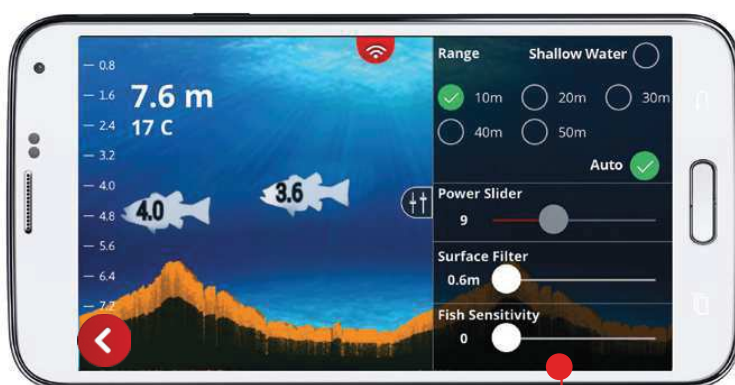 0.8
1.6
2.4
3.2
4.0
4.8
5.6
6.4
7.2
7.6 m
17 C
4.0
3.6
Range
Shallow Water
10m 20m 30m
40m 50m
Auto
Power Slider
9
Surface Filter
0.6m
Fish Sensitivity
0